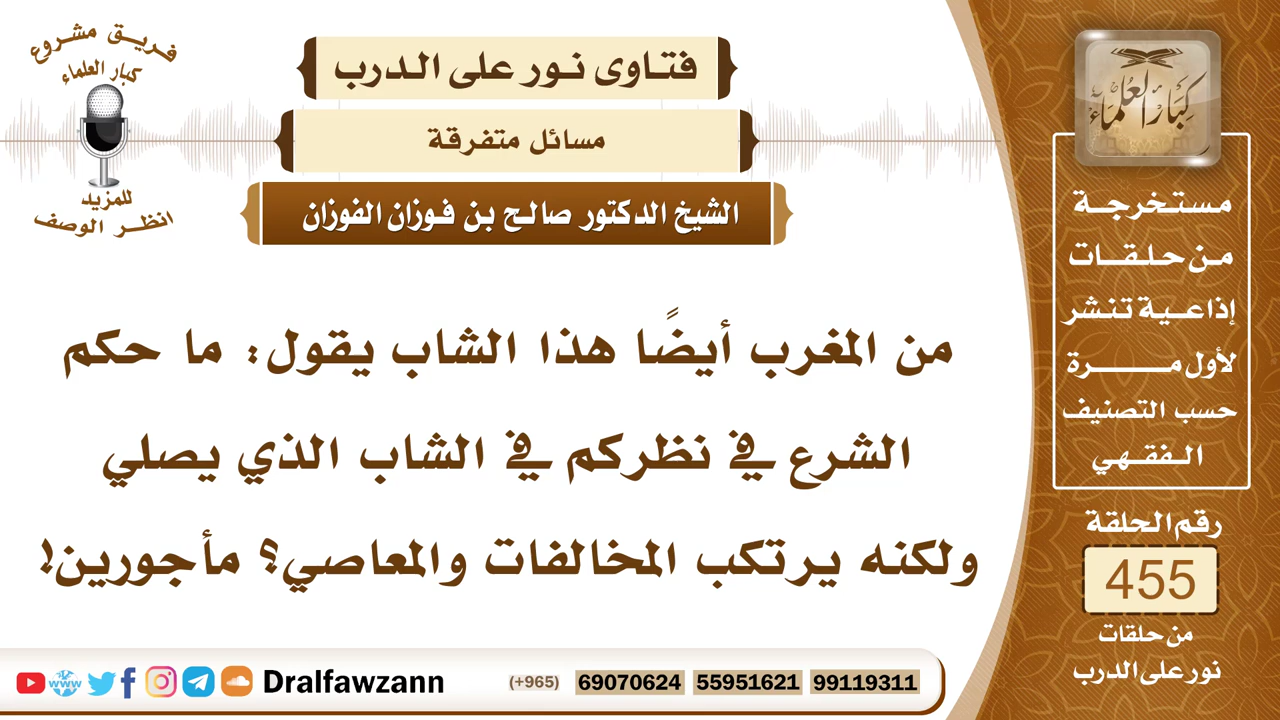 فريق مشروع
كبار العلماء
للمزيد
انظر الوصف
فتاوى نور على الدرب
مسائل متفرقة
الشيخ الدكتور صالح بن فوزان الفوزان
من المغرب أيضًا هذا الشاب يقول: ما حكم
الشرع في نظركم في الشاب الذي يصلي
ولكنه يرتكب المخالفات والمعاصي؟ مأجورين!
كبار العلماء
مستخرجة
من حلقات
إذاعية تنشر
لأول مرة
حسب التصنيف
الفقهي
رقم الحلقة
455
من حلقات
نور على الدرب
www Dralfawzann (+965) 69070624 55951621 99119311